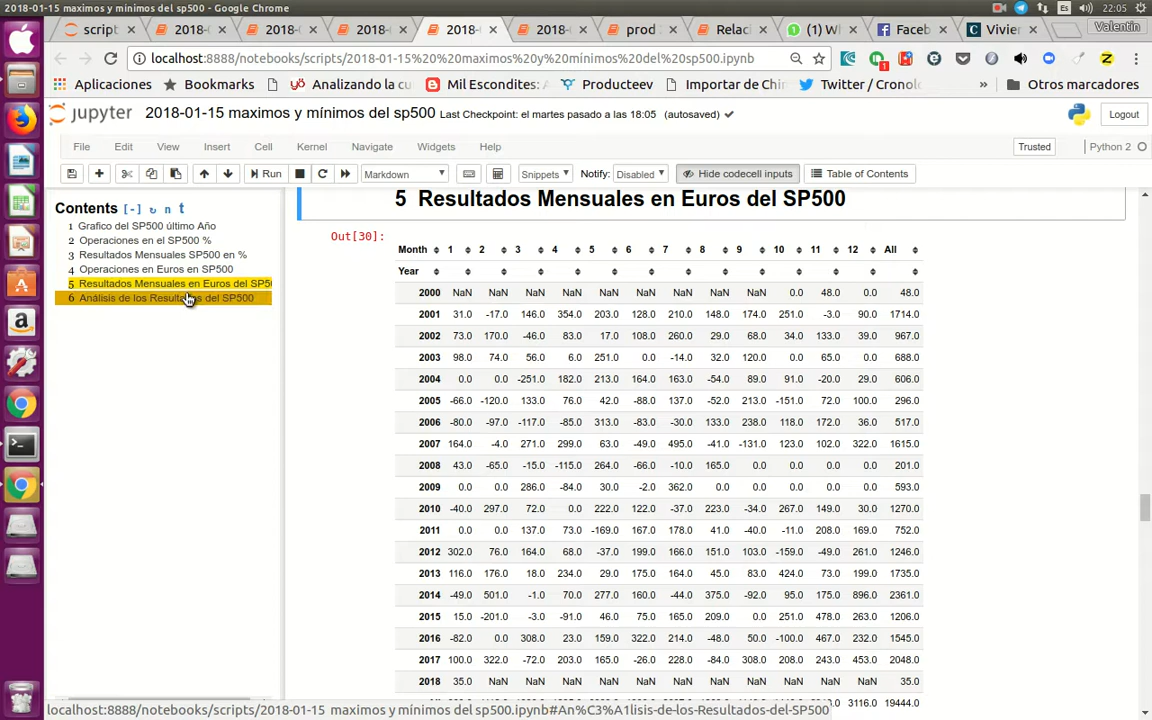 2018-01-15 maximos y mínimos del sp500 - Google Chrome
Es
22:05
script
2018-
2018-
2018-
2018-
2018-
prod
Relac
(1) W
Faceb
Vivier
Valentin
localhost:8888/notebooks/scripts/2018-01-15%20%20maximos%20y%20mínimos%20del%20sp500.ipynb
Aplicaciones
Bookmarks
Analizando la cu
Mil Escondites:
Producteev
Importar de Chi
Twitter / Cronol
»
Otros marcadores
jupyter
2018-01-15 maximos y mínimos del sp500 Last Checkpoint: el martes pasado a las 18:05 (autosaved)
Logout
File Edit View Insert Cell Kernel Navigate Widgets Help
Trusted
Python 2
Run
Markdown
Snippets
Notify: Disabled
Hide codecell inputs
Table of Contents
Contents [-] ↻ n t
1 Grafico del SP500 último Año
2 Operaciones en el SP500 %
3 Resultados Mensuales SP500 en %
4 Operaciones en Euros en SP500
5 Resultados Mensuales en Euros del SP50
6 Análisis de los Resultados del SP500
5 Resultados Mensuales en Euros del SP500
Out[30]:
Month 1 2 3 4 5 6 7 8 9 10 11 12 All
Year
2000 NaN NaN NaN NaN NaN NaN NaN NaN NaN 0.0 48.0 0.0 48.0
2001 31.0 -17.0 146.0 354.0 203.0 128.0 210.0 148.0 174.0 251.0 -3.0 90.0 1714.0
2002 73.0 170.0 -46.0 83.0 17.0 108.0 260.0 29.0 68.0 34.0 133.0 39.0 967.0
2003 98.0 74.0 56.0 6.0 251.0 0.0 -14.0 32.0 120.0 0.0 65.0 0.0 688.0
2004 0.0 0.0 -251.0 182.0 213.0 164.0 163.0 -54.0 89.0 91.0 -20.0 29.0 606.0
2005 -66.0 -120.0 133.0 76.0 42.0 -88.0 137.0 -52.0 213.0 -151.0 72.0 100.0 296.0
2006 -80.0 -97.0 -117.0 -85.0 313.0 -83.0 -30.0 133.0 238.0 118.0 172.0 36.0 517.0
2007 164.0 -4.0 271.0 299.0 63.0 -49.0 495.0 -41.0 -131.0 123.0 102.0 322.0 1615.0
2008 43.0 -65.0 -15.0 -115.0 264.0 -66.0 -10.0 165.0 0.0 0.0 0.0 0.0 201.0
2009 0.0 0.0 286.0 -84.0 30.0 -2.0 362.0 0.0 0.0 0.0 0.0 0.0 593.0
2010 -40.0 297.0 72.0 0.0 222.0 122.0 -37.0 223.0 -34.0 267.0 149.0 30.0 1270.0
2011 0.0 0.0 137.0 73.0 -169.0 167.0 178.0 41.0 -40.0 -11.0 208.0 169.0 752.0
2012 302.0 76.0 164.0 68.0 -37.0 199.0 166.0 151.0 103.0 -159.0 -49.0 261.0 1246.0
2013 116.0 176.0 18.0 234.0 29.0 175.0 164.0 45.0 83.0 424.0 73.0 199.0 1735.0
2014 -49.0 501.0 -1.0 70.0 277.0 160.0 -44.0 375.0 -92.0 95.0 175.0 896.0 2361.0
2015 15.0 -201.0 -3.0 -91.0 46.0 75.0 165.0 209.0 0.0 251.0 478.0 263.0 1206.0
2016 -82.0 0.0 308.0 23.0 159.0 322.0 214.0 -48.0 50.0 -100.0 467.0 232.0 1545.0
2017 100.0 322.0 -72.0 203.0 165.0 -26.0 228.0 -84.0 308.0 208.0 243.0 453.0 2048.0
2018 35.0 NaN NaN NaN NaN NaN NaN NaN NaN NaN NaN NaN 35.0
3116.0 19444.0
localhost:8888/notebooks/scripts/2018-01-15 maximos y mínimos del sp500.ipynb#An%C3%A1lisis-de-los-Resultados-del-SP500